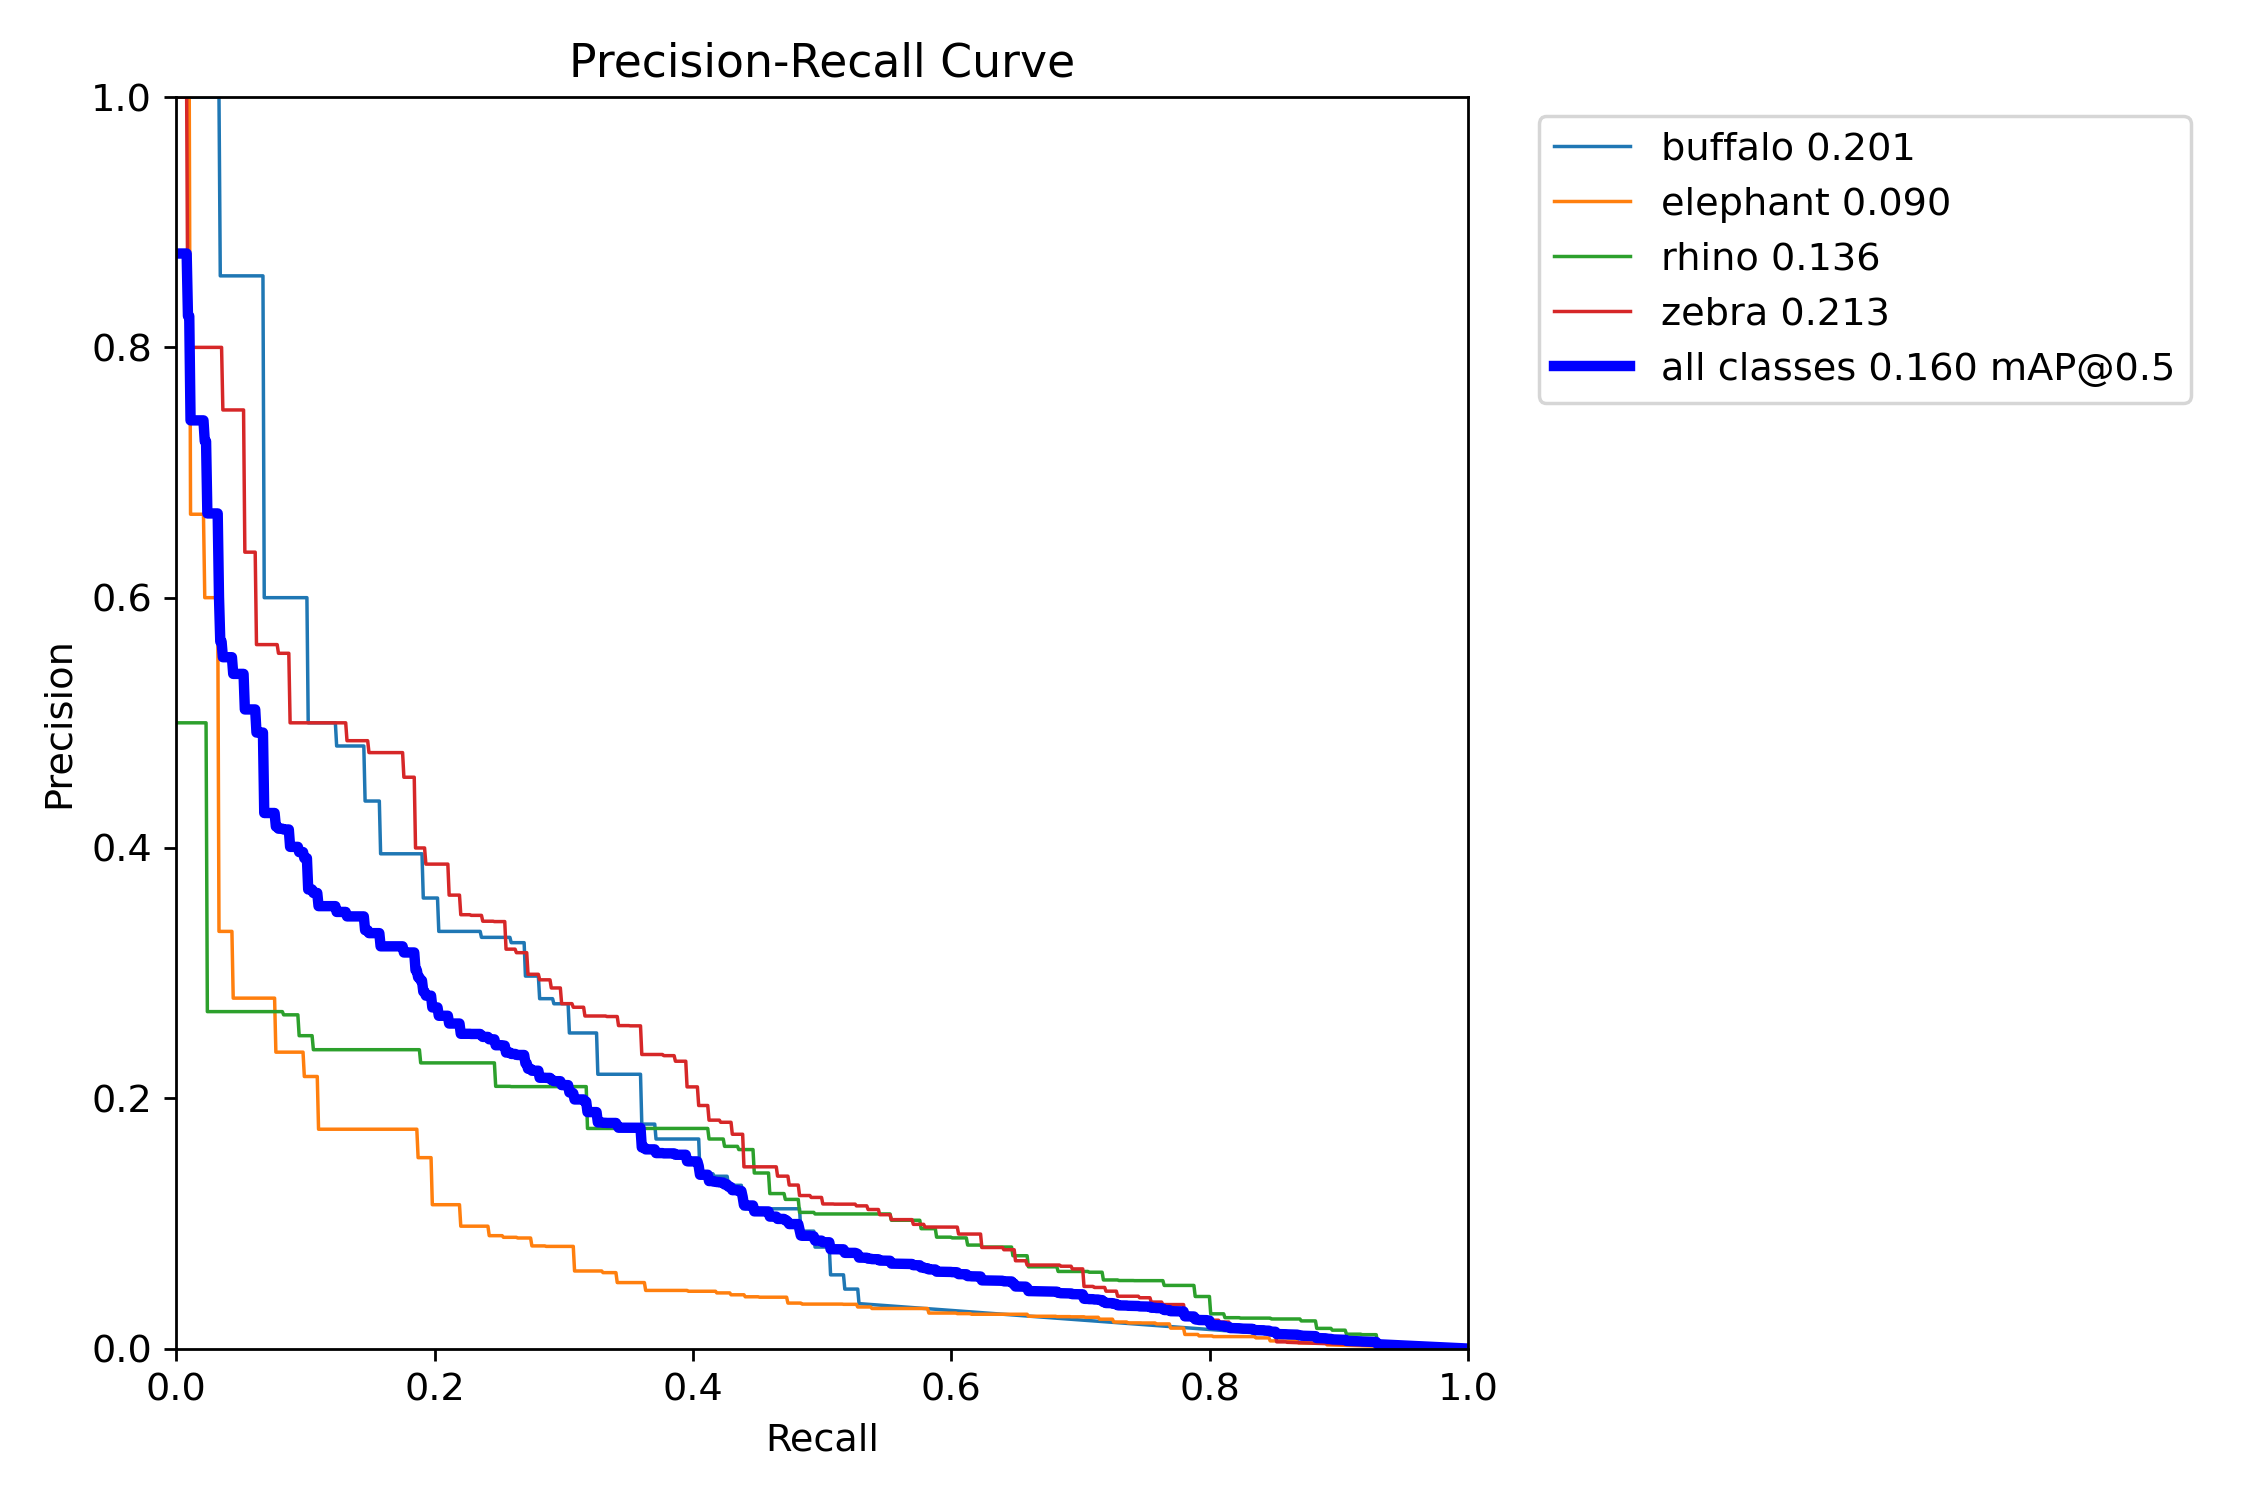 Precision-Recall Curve
1.0
0.8
0.6
0.4
0.2
0.0
Precision
0.0 0.2 0.4 0.6 0.8 1.0
Recall
buffalo 0.201
elephant 0.090
rhino 0.136
zebra 0.213
all classes 0.160 mAP@0.5